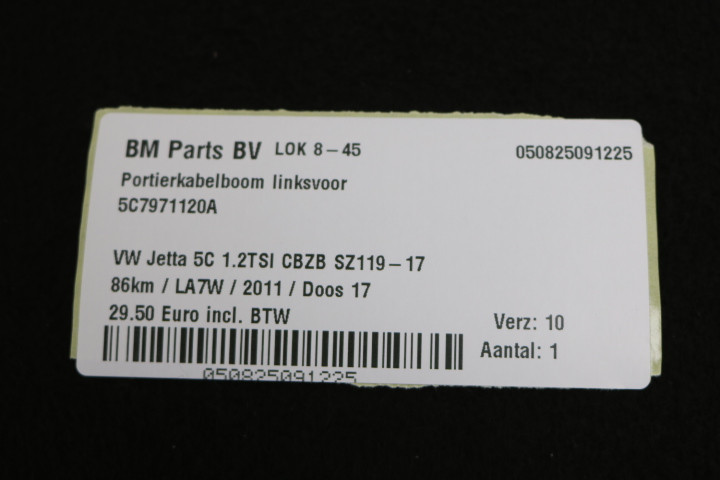 BM Parts BV LOK 8-45 050825091225
Portierkabelboom linksvoor
5C7971120A
VW Jetta 5C 1.2TSI CBZB SZ119-17
86km / LA7W / 2011 / Doos 17
29.50 Euro incl. BTW
Verz: 10
Aantal: 1
050825091225